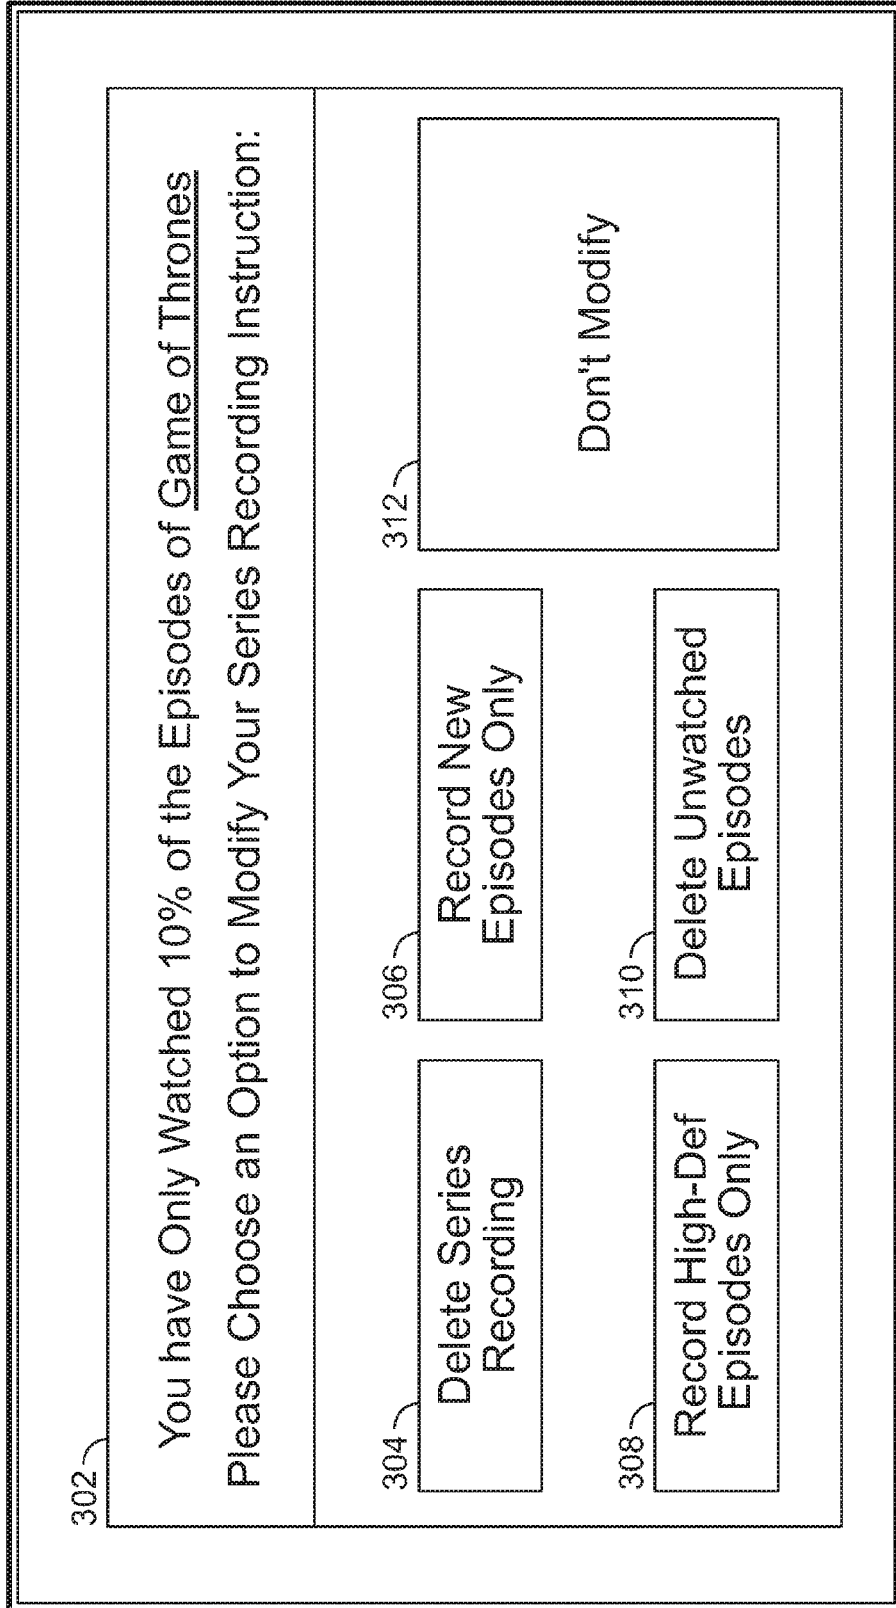 302
You have Only Watched 10% of the Episodes of Game of Thrones
Please Choose an Option to Modify Your Series Recording Instruction:
304
Delete Series
Recording
306
Record New
Episodes Only
312
Don't Modify
308
Record High-Def
Episodes Only
310
Delete Unwatched
Episodes